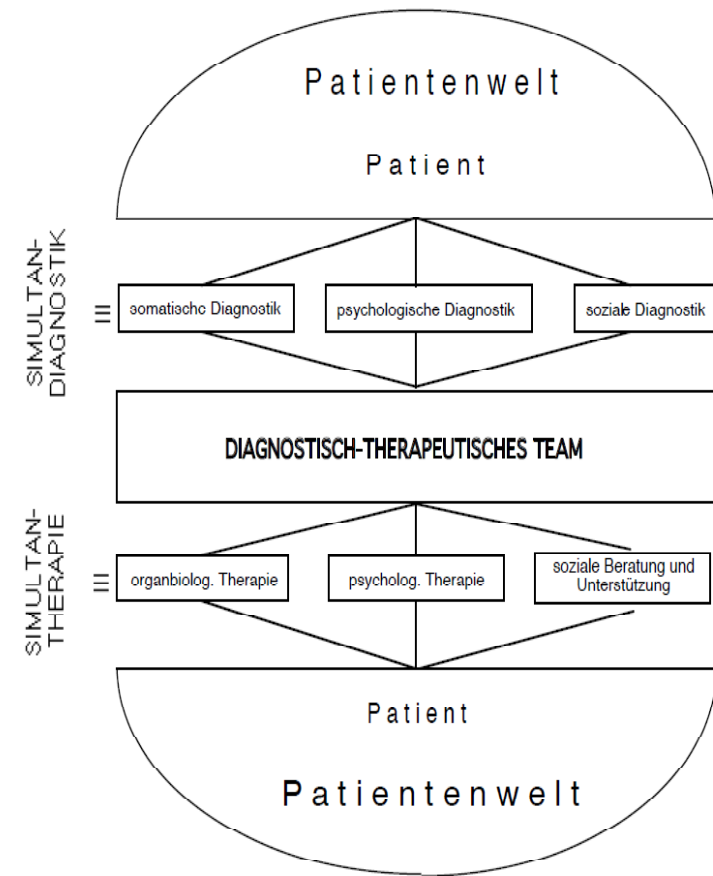 Patientenwelt
Patient
SIMULTAN-
DIAGNOSTIK
≡
somatische Diagnostik
psychologische Diagnostik
soziale Diagnostik
DIAGNOSTISCH-THERAPEUTISCHES TEAM
SIMULTAN-
THERAPIE
≡
organbiolog. Therapie
psycholog. Therapie
soziale Beratung und
Unterstützung
Patient
Patientenwelt